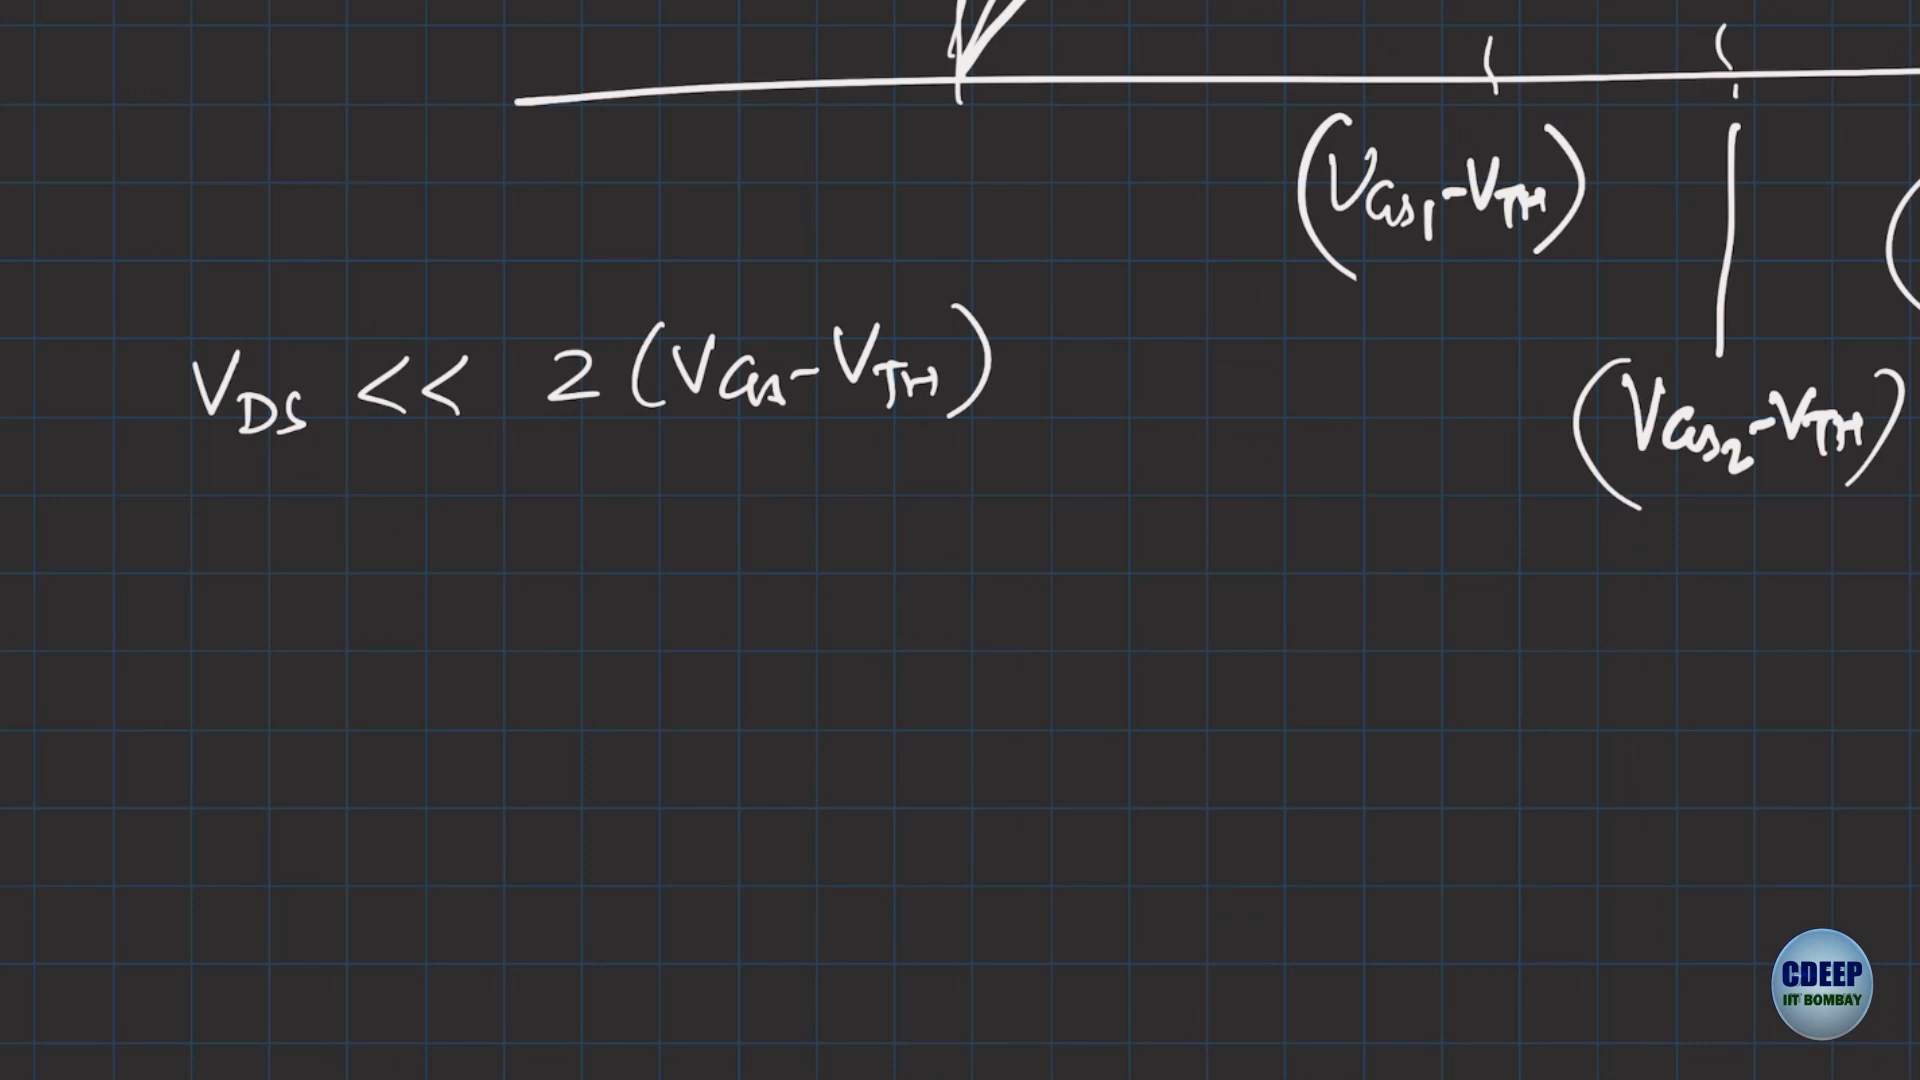 (VGS1-VTH)
VDS << 2 (VGS-VTH)
(VGS2-VTH)
CDEEP
IIT BOMBAY